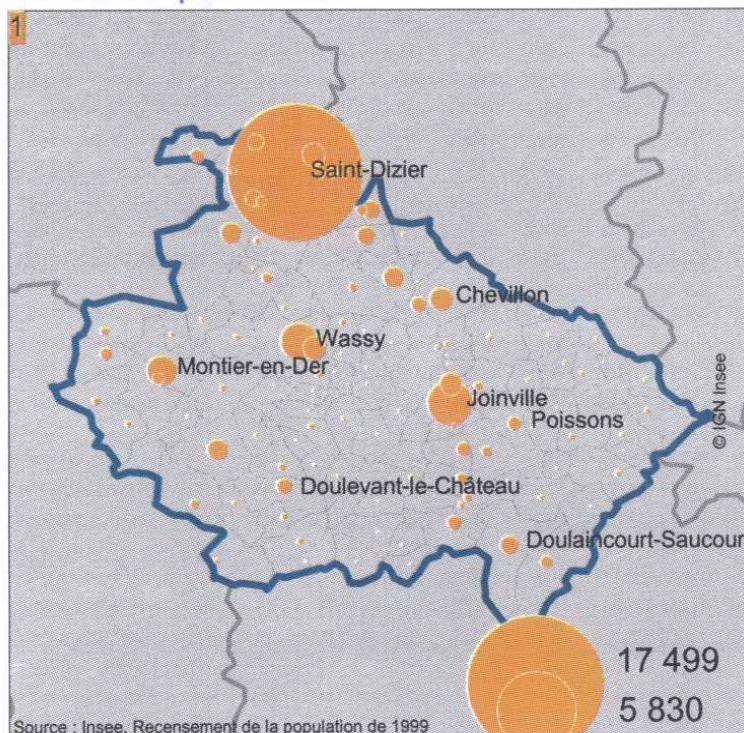 1
Saint-Dizier
Chevillon
Wassy
Montier-en-Der
Joinville
Poissons
© IGN Insee
Doulevant-le-Château
Doulaincourt-Saucour
17 499
5 830
Source : Insee, Recensement de la population de 1999